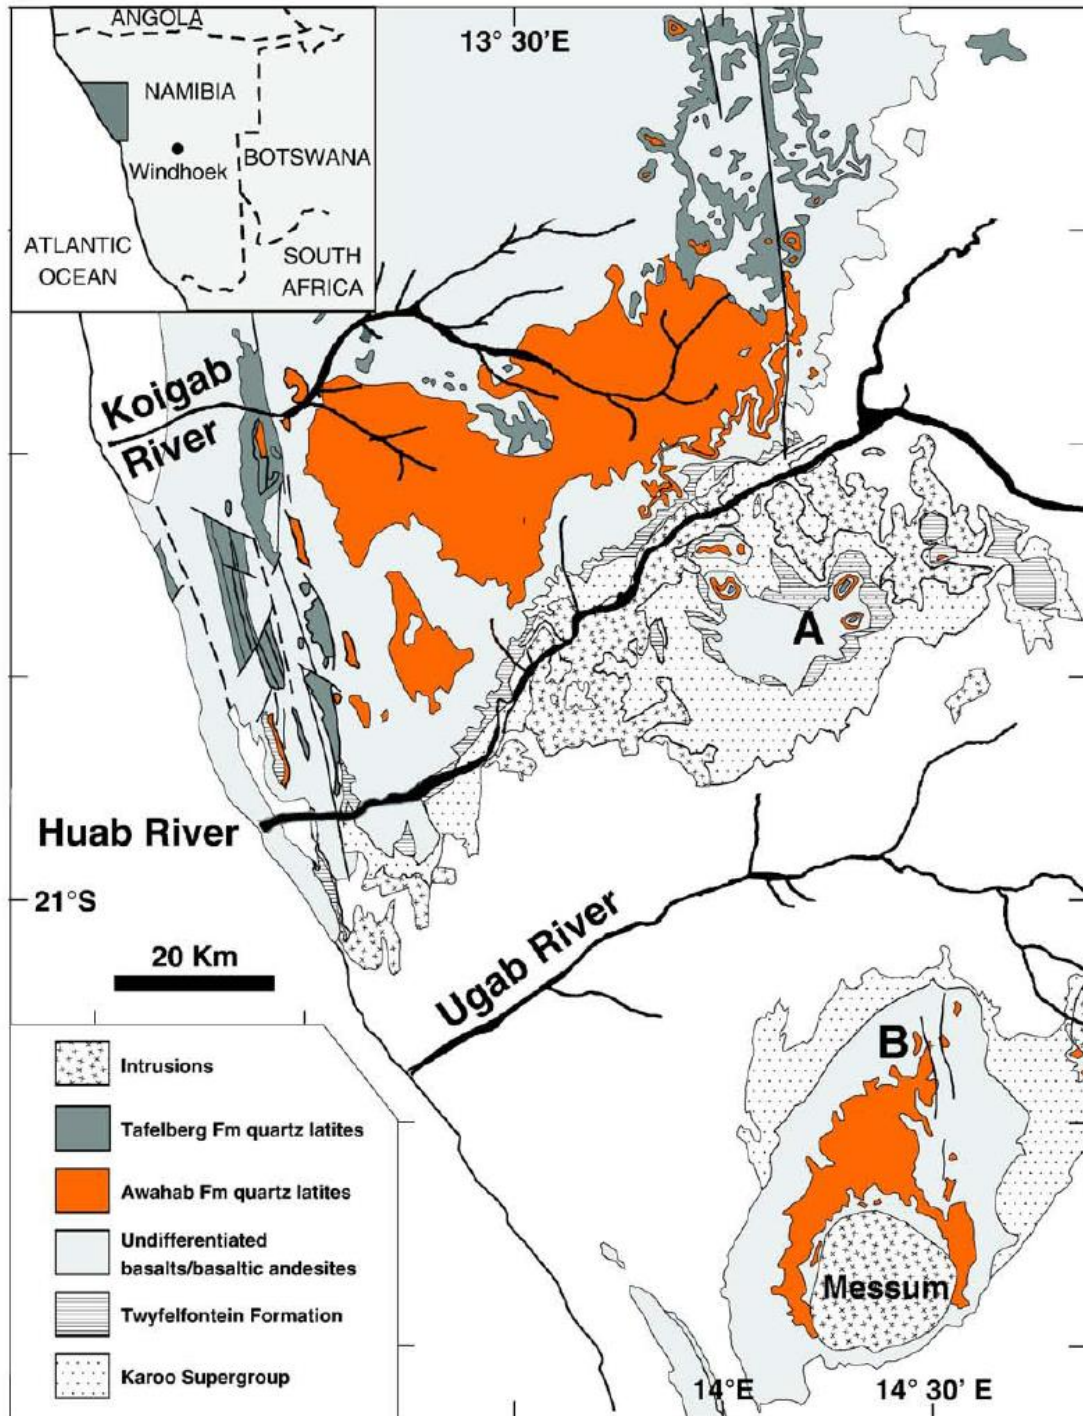 ANGOLA
NAMIBIA
Windhoek
BOTSWANA
ATLANTIC
OCEAN
SOUTH
AFRICA
13° 30'E
Koigab
River
A
Huab River
21°S
20 Km
Ugab River
B
Messum
14°E
14° 30' E
Intrusions
Tafelberg Fm quartz latites
Awahab Fm quartz latites
Undifferentiated
basalts/basaltic andesites
Twyfelfontein Formation
Karoo Supergroup